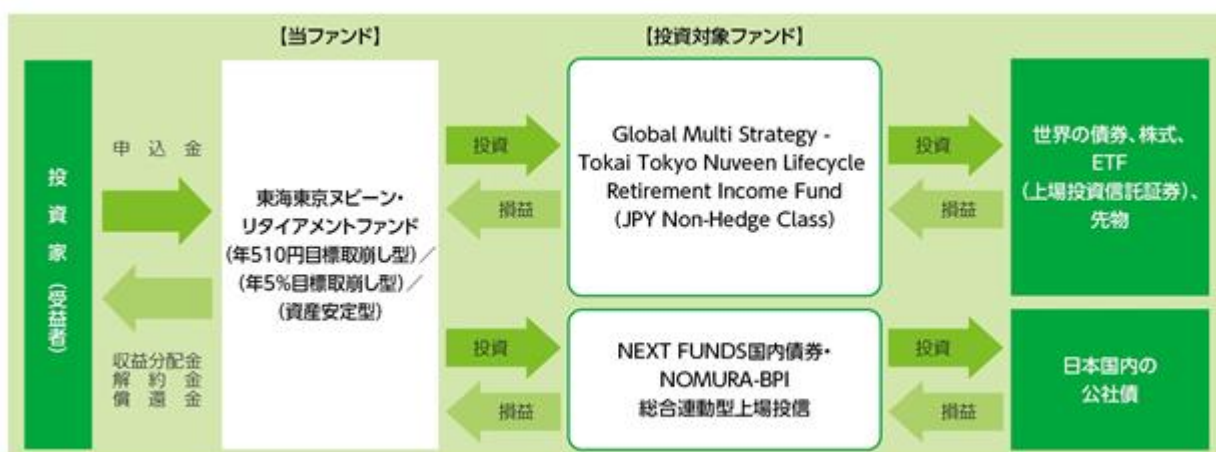 【当ファンド】
【投資対象ファンド】
投資家(受益者)
申込金
収益分配金
解約金
償還金
東海東京ヌビーン・
リタイアメントファンド
(年510円目標取崩し型)/
(年5%目標取崩し型)/
(資産安定型)
投資
損益
Global Multi Strategy -
Tokai Tokyo Nuveen Lifecycle
Retirement Income Fund
(JPY Non-Hedge Class)
投資
損益
世界の債券、株式、
ETF
(上場投資信託証券)、
先物
投資
損益
NEXT FUNDS国内債券・
NOMURA-BPI
総合連動型上場投信
投資
損益
日本国内の
公社債